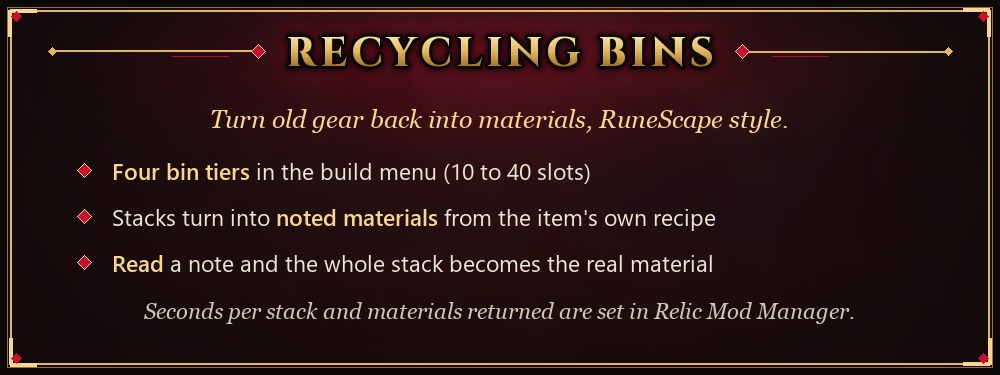 RECYCLING BINS
Turn old gear back into materials, RuneScape style.
Four bin tiers in the build menu (10 to 40 slots)
Stacks turn into noted materials from the item's own recipe
Read a note and the whole stack becomes the real material
Seconds per stack and materials returned are set in Relic Mod Manager.